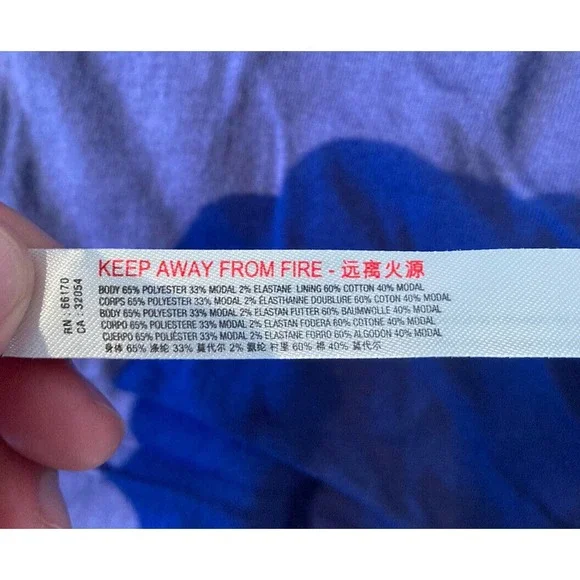 RN : 66170
CA : 32054
KEEP AWAY FROM FIRE - 远离火源
BODY 65% POLYESTER 33% MODAL 2% ELASTANE LINING 60% COTTON 40% MODAL
CORPS 65% POLYESTER 33% MODAL 2% ÉLASTHANNE DOUBLURE 60% COTON 40% MODAL
BODY 65% POLYESTER 33% MODAL 2% ELASTAN FUTTER 60% BAUMWOLLE 40% MODAL
CORPO 65% POLIESTERE 33% MODAL 2% ELASTAN FODERA 60% COTONE 40% MODAL
CUERPO 65% POLIÉSTER 33% MODAL 2% ELASTANE FORRO 60% ALGODÓN 40% MODAL
身体 65% 涤纶 33% 莫代尔 2% 氨纶 衬里 60% 棉 40% 莫代尔